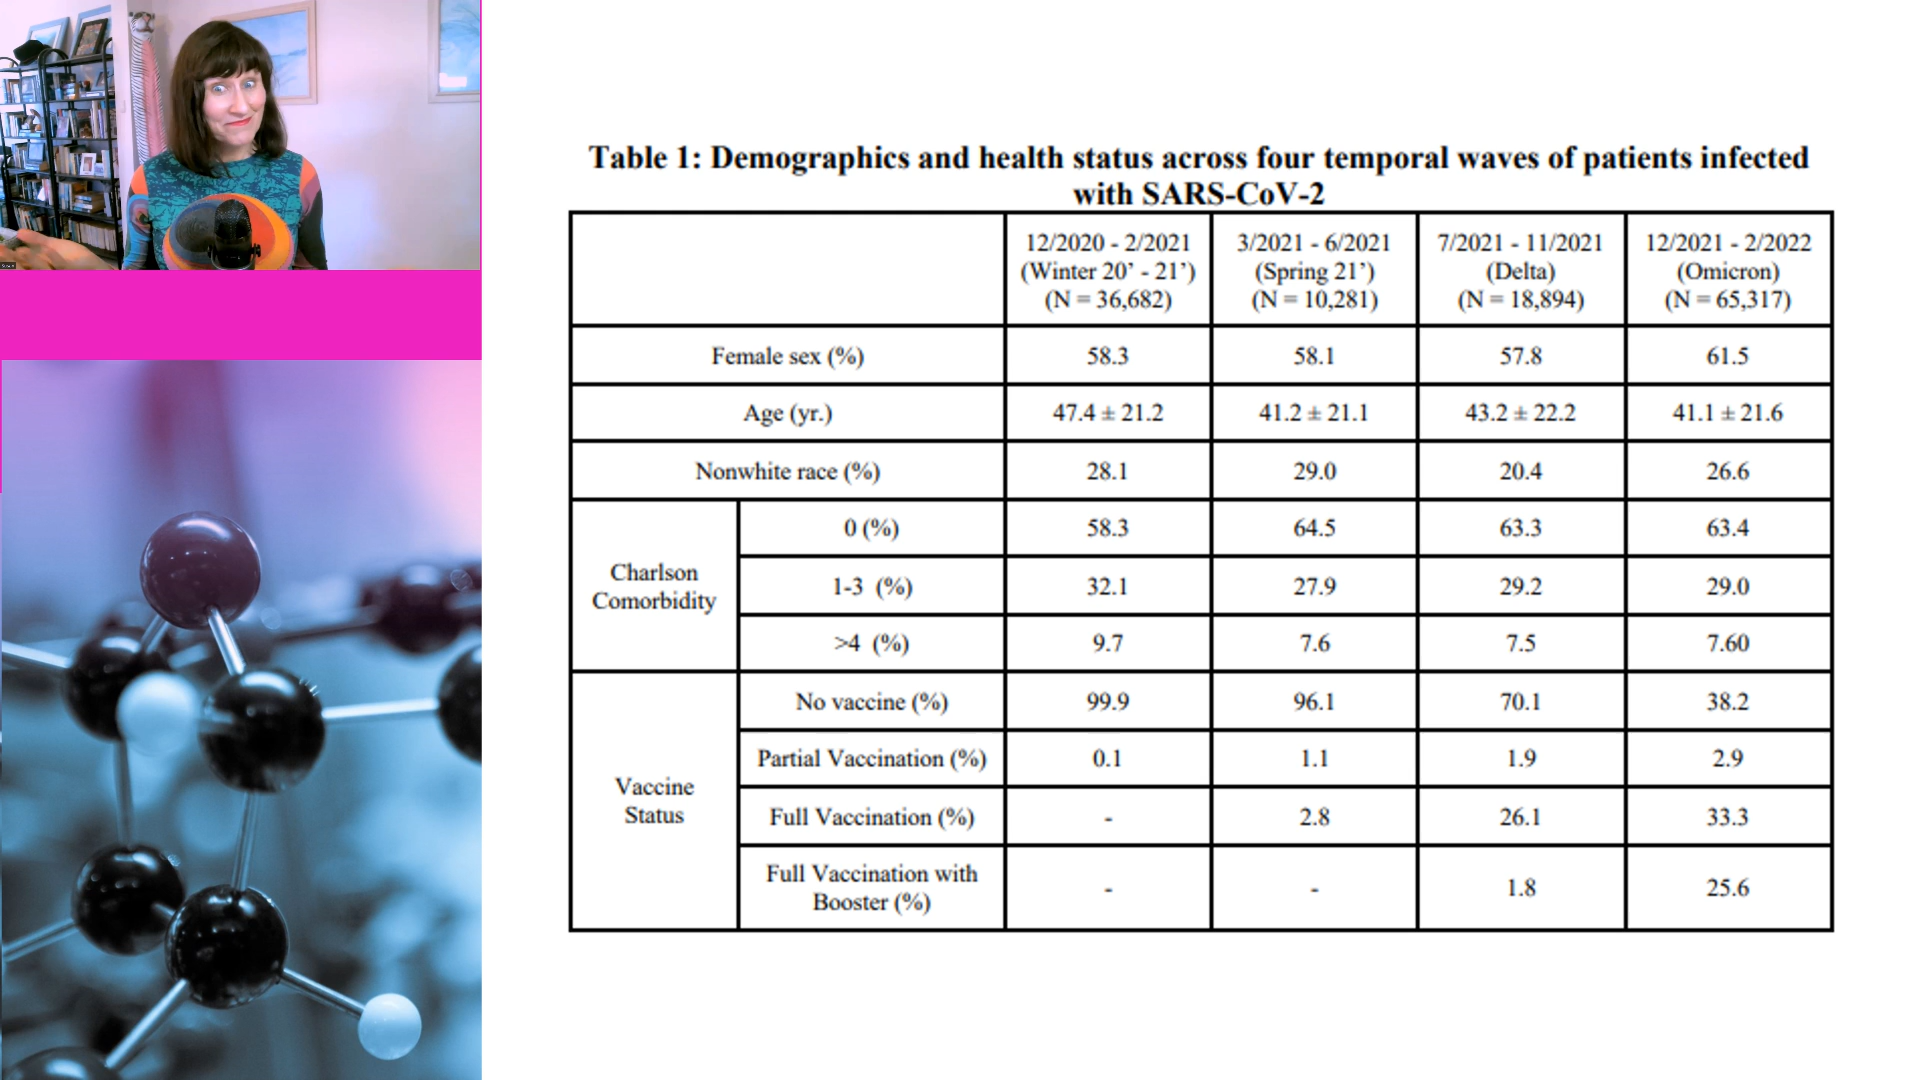 Table 1: Demographics and health status across four temporal waves of patients infected
with SARS-CoV-2
12/2020 - 2/2021
(Winter 20’ - 21’)
(N = 36,682)
3/2021 - 6/2021
(Spring 21’)
(N = 10,281)
7/2021 - 11/2021
(Delta)
(N = 18,894)
12/2021 - 2/2022
(Omicron)
(N = 65,317)
Female sex (%) 58.3 58.1 57.8 61.5
Age (yr.) 47.4 ± 21.2 41.2 ± 21.1 43.2 ± 22.2 41.1 ± 21.6
Nonwhite race (%) 28.1 29.0 20.4 26.6
Charlson
Comorbidity
0 (%) 58.3 64.5 63.3 63.4
1-3 (%) 32.1 27.9 29.2 29.0
>4 (%) 9.7 7.6 7.5 7.60
Vaccine
Status
No vaccine (%) 99.9 96.1 70.1 38.2
Partial Vaccination (%) 0.1 1.1 1.9 2.9
Full Vaccination (%) - 2.8 26.1 33.3
Full Vaccination with
Booster (%) - - 1.8 25.6